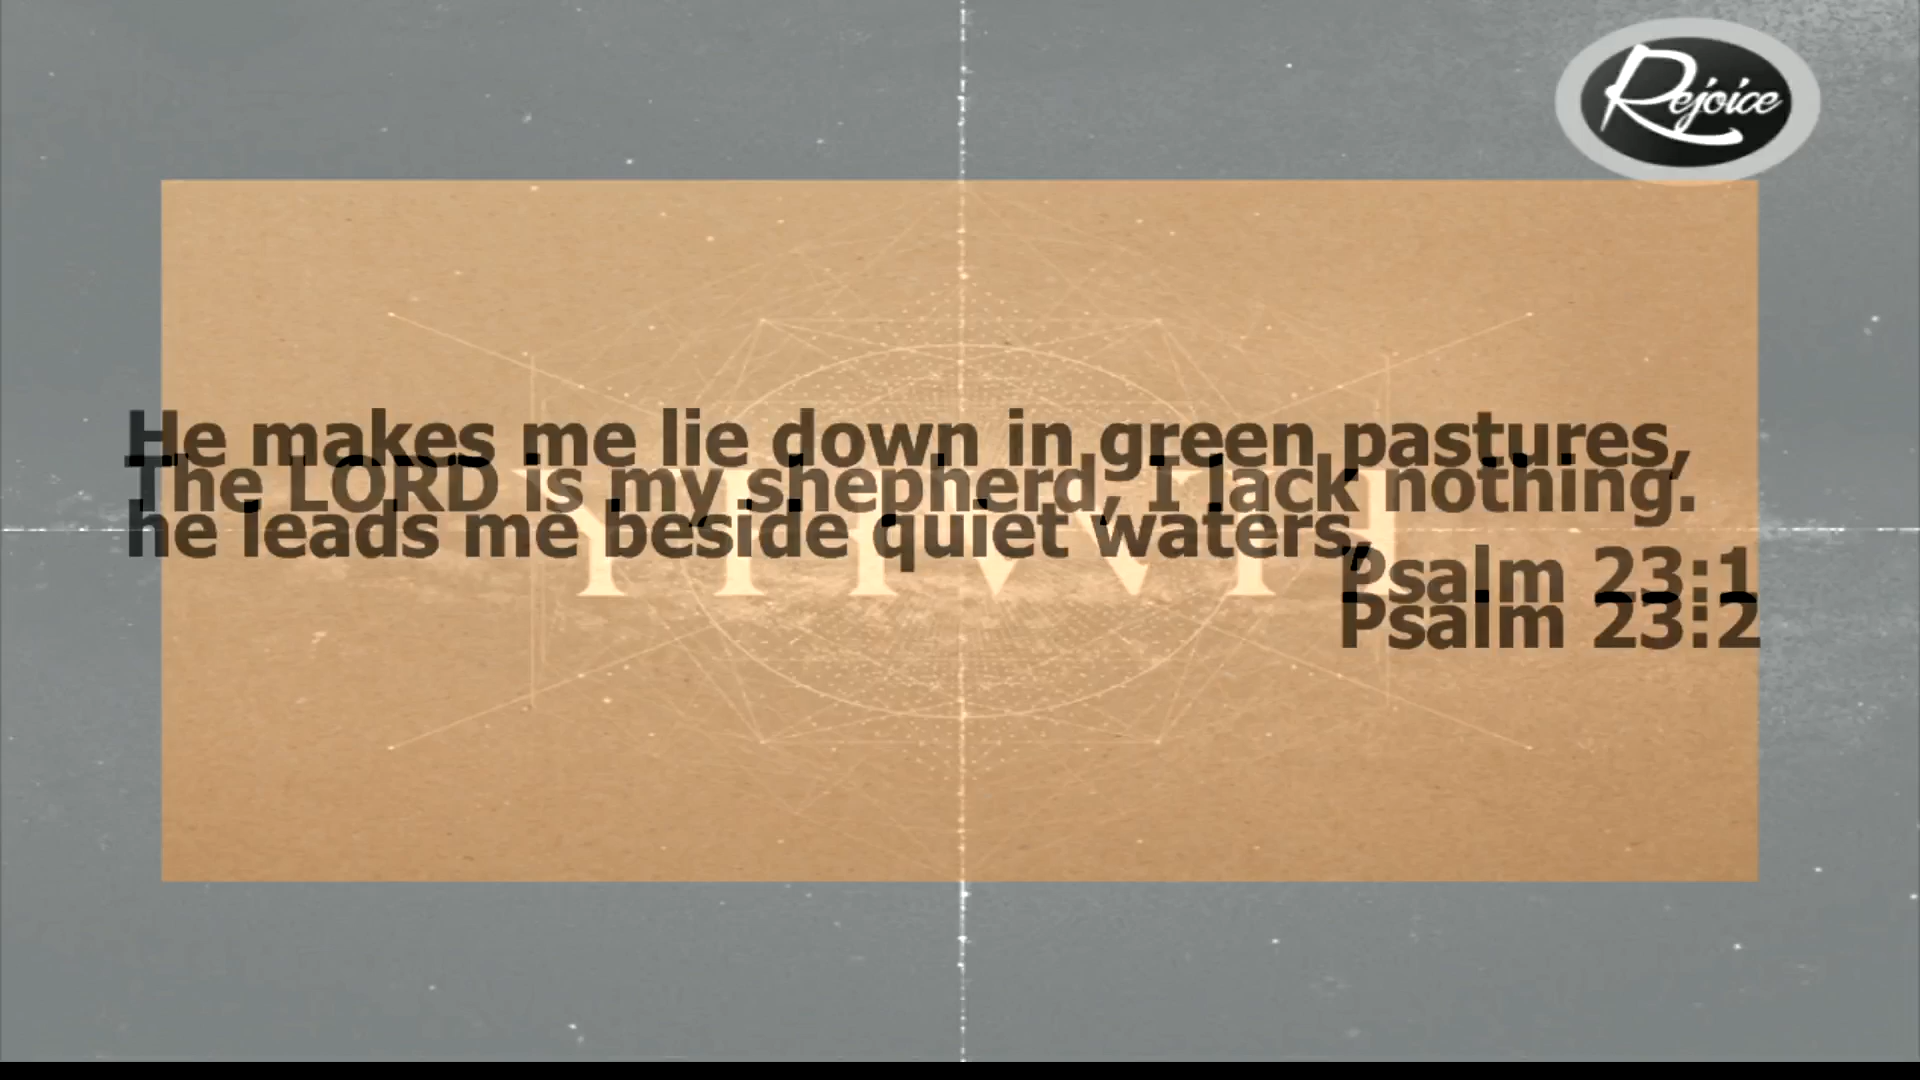 Rejoice
He makes me lie down in green pastures,
The LORD is my shepherd, I lack nothing.
he leads me beside quiet waters,
Psalm 23:1
Psalm 23:2
YHWH